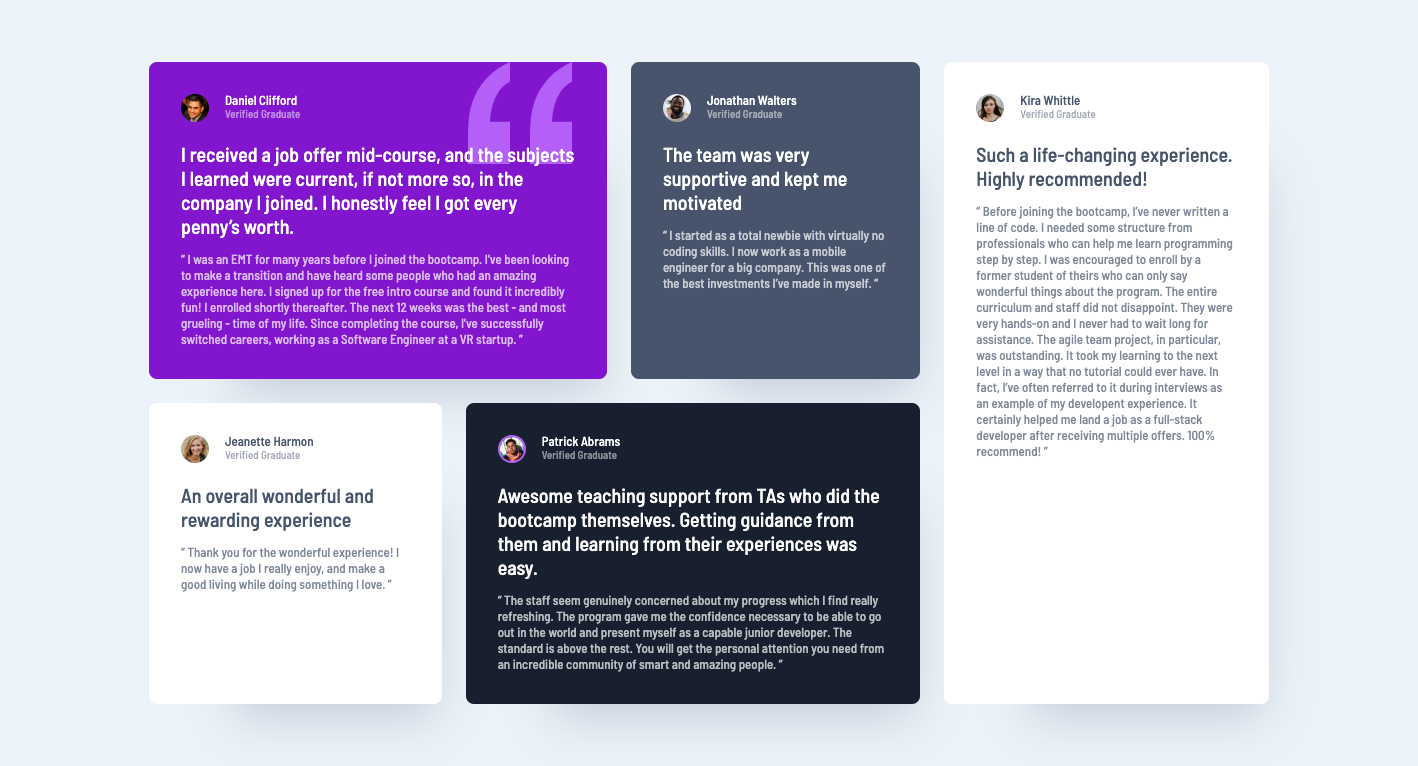 Daniel Clifford
Verified Graduate
I received a job offer mid-course, and the subjects
I learned were current, if not more so, in the
company I joined. I honestly feel I got every
penny’s worth.
“ I was an EMT for many years before I joined the bootcamp. I’ve been looking
to make a transition and have heard some people who had an amazing
experience here. I signed up for the free intro course and found it incredibly
fun! I enrolled shortly thereafter. The next 12 weeks was the best - and most
grueling - time of my life. Since completing the course, I’ve successfully
switched careers, working as a Software Engineer at a VR startup. ”
Jonathan Walters
Verified Graduate
The team was very
supportive and kept me
motivated
“ I started as a total newbie with virtually no
coding skills. I now work as a mobile
engineer for a big company. This was one of
the best investments I’ve made in myself. ”
Kira Whittle
Verified Graduate
Such a life-changing experience.
Highly recommended!
“ Before joining the bootcamp, I’ve never written a
line of code. I needed some structure from
professionals who can help me learn programming
step by step. I was encouraged to enroll by a
former student of theirs who can only say
wonderful things about the program. The entire
curriculum and staff did not disappoint. They were
very hands-on and I never had to wait long for
assistance. The agile team project, in particular,
was outstanding. It took my learning to the next
level in a way that no tutorial could ever have. In
fact, I’ve often referred to it during interviews as
an example of my developent experience. It
certainly helped me land a job as a full-stack
developer after receiving multiple offers. 100%
recommend! ”
Jeanette Harmon
Verified Graduate
An overall wonderful and
rewarding experience
“ Thank you for the wonderful experience! I
now have a job I really enjoy, and make a
good living while doing something I love. ”
Patrick Abrams
Verified Graduate
Awesome teaching support from TAs who did the
bootcamp themselves. Getting guidance from
them and learning from their experiences was
easy.
“ The staff seem genuinely concerned about my progress which I find really
refreshing. The program gave me the confidence necessary to be able to go
out in the world and present myself as a capable junior developer. The
standard is above the rest. You will get the personal attention you need from
an incredible community of smart and amazing people. ”